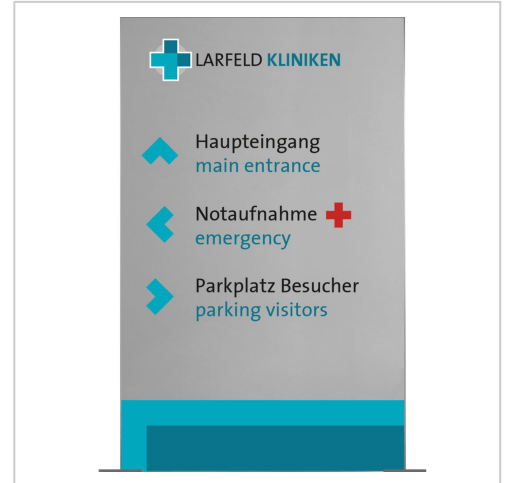 LARFELD KLINIKEN
Haupteingang
main entrance
Notaufnahme
emergency
Parkplatz Besucher
parking visitors